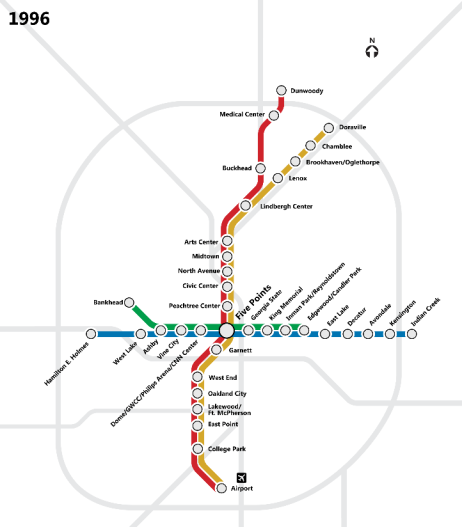 1996
N
Dunwoody
Medical Center
Doraville
Chamblee
Brookhaven/Oglethorpe
Buckhead
Lenox
Lindbergh Center
Arts Center
Midtown
North Avenue
Civic Center
Peachtree Center
Five Points
Bankhead
Hamilton E. Holmes
West Lake
Ashby
Vine City
Dome/GWCC/Philips Arena/CNN Center
Georgia State
King Memorial
Inman Park/Reynoldstown
Edgewood/Candler Park
East Lake
Decatur
Avondale
Kensington
Indian Creek
Garnett
West End
Oakland City
Lakewood/
Ft. McPherson
East Point
College Park
Airport